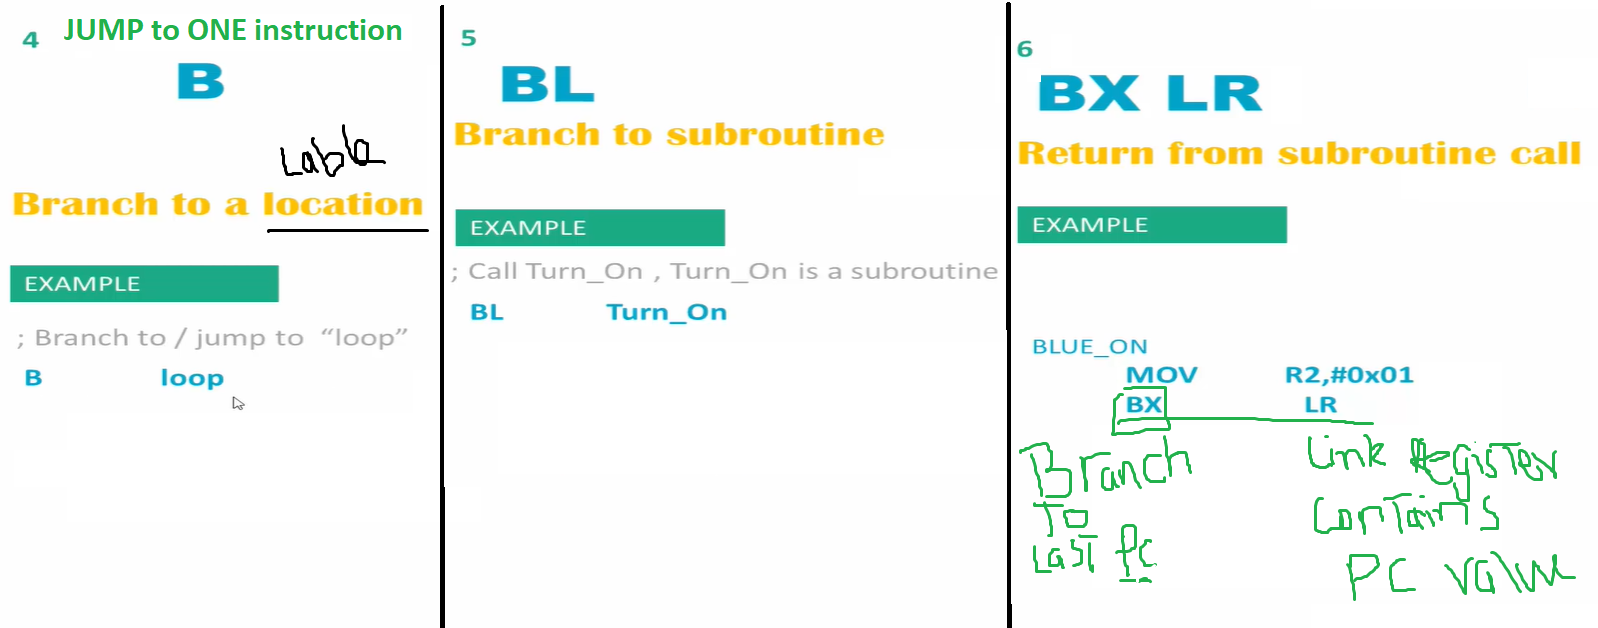 4 JUMP to ONE instruction
B
Lable
Branch to a location
EXAMPLE
; Branch to / jump to “loop”
B loop
5
BL
Branch to subroutine
EXAMPLE
; Call Turn_On , Turn_On is a subroutine
BL Turn_On
6
BX LR
Return from subroutine call
EXAMPLE
BLUE_ON
MOV R2,#0x01
BX LR
Branch
To
Last Pc
Link Register
Contains
PC value